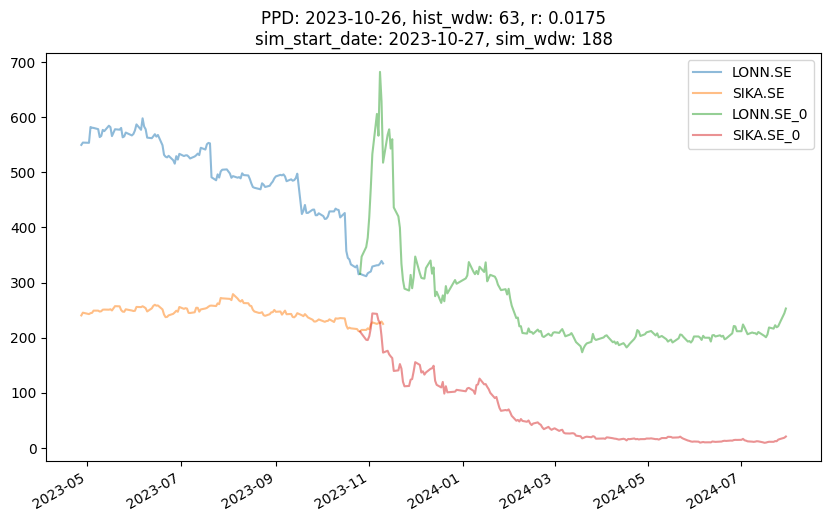 PPD: 2023-10-26, hist_wdw: 63, r: 0.0175
sim_start_date: 2023-10-27, sim_wdw: 188
700
600
500
400
300
200
100
0
LONN.SE
SIKA.SE
LONN.SE_0
SIKA.SE_0
2023-05
2023-07
2023-09
2023-11
2024-01
2024-03
2024-05
2024-07